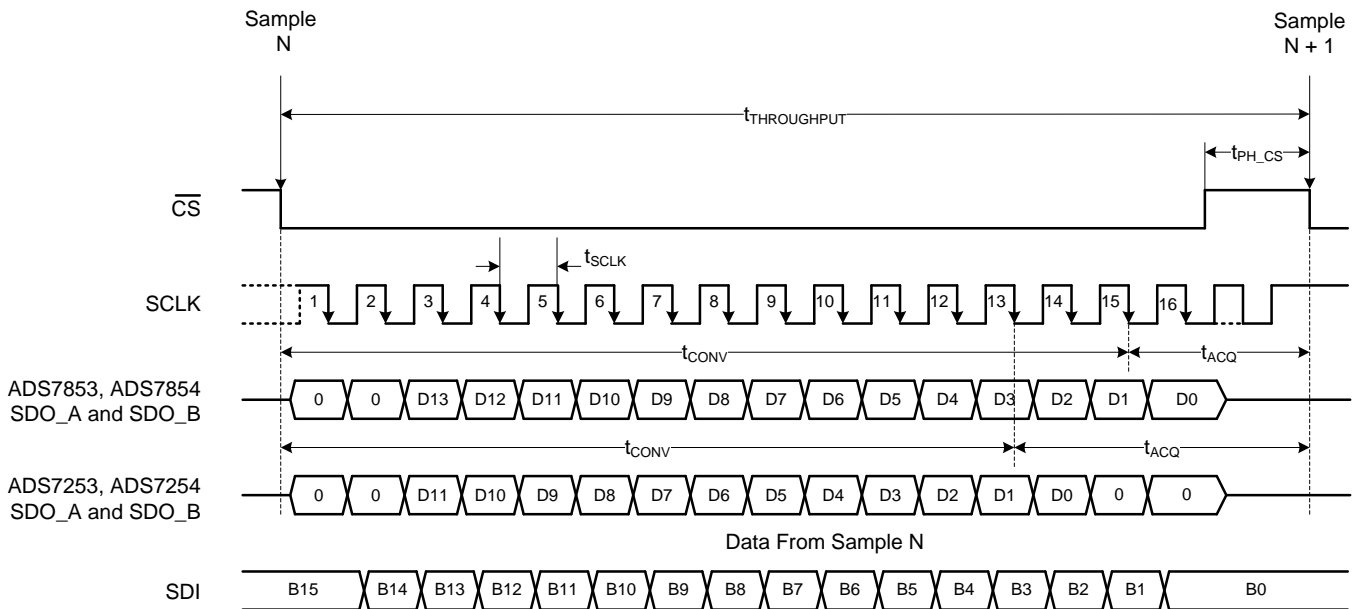 Sample
N
Sample
N + 1
tTHROUGHPUT
tPH_CS
CS
tSCLK
SCLK
1 2 3 4 5 6 7 8 9 10 11 12 13 14 15 16
tCONV tACQ
ADS7853, ADS7854
SDO_A and SDO_B
0 0 D13 D12 D11 D10 D9 D8 D7 D6 D5 D4 D3 D2 D1 D0
tCONV tACQ
ADS7253, ADS7254
SDO_A and SDO_B
0 0 D11 D10 D9 D8 D7 D6 D5 D4 D3 D2 D1 D0 0 0
Data From Sample N
SDI
B15 B14 B13 B12 B11 B10 B9 B8 B7 B6 B5 B4 B3 B2 B1 B0